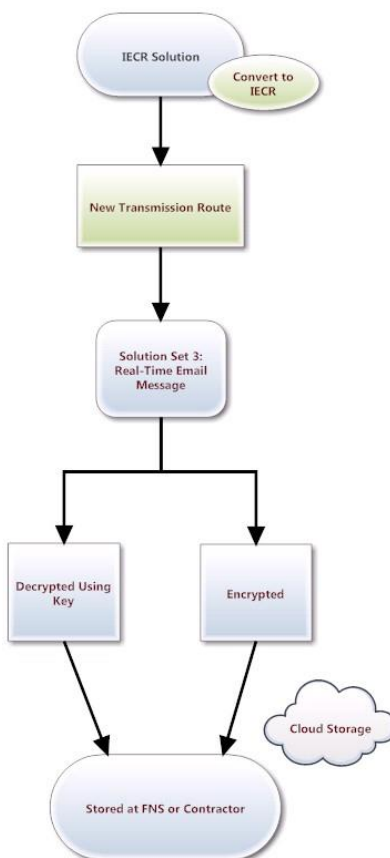 IECR Solution
Convert to
IECR
New Transmission Route
Solution Set 3:
Real-Time Email
Message
Decrypted Using
Key
Encrypted
Cloud Storage
Stored at FNS or Contractor